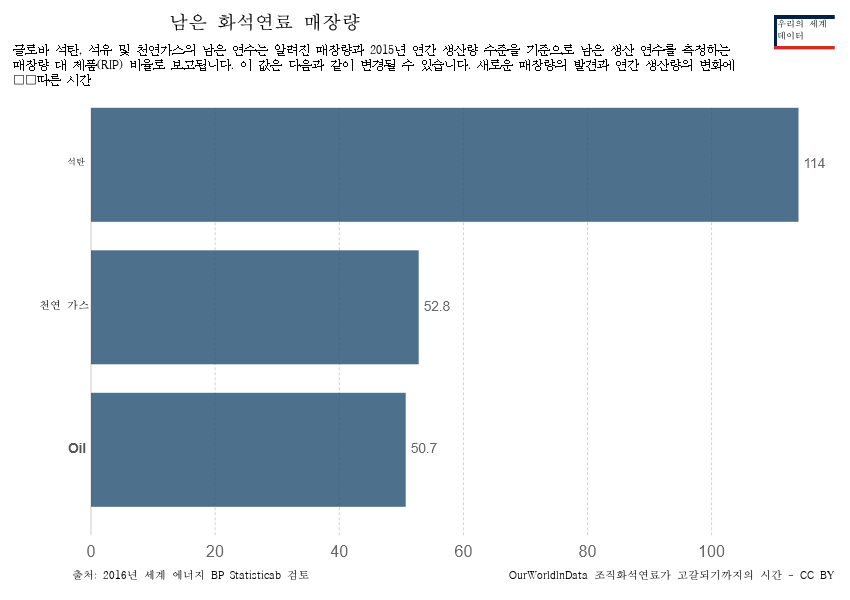 남은 화석연료 매장량
우리의 세계
데이터
글로바 석탄, 석유 및 천연가스의 남은 연수는 알려진 매장량과 2015년 연간 생산량 수준을 기준으로 남은 생산 연수를 측정하는
매장량 대 제품(RIP) 비율로 보고됩니다. 이 값은 다음과 같이 변경될 수 있습니다. 새로운 매장량의 발견과 연간 생산량의 변화에
□□따른 시간
석탄
114
천연 가스
52.8
Oil
50.7
0 20 40 60 80 100
출처: 2016년 세계 에너지 BP Statisticab 검토
OurWorldInData 조직화석연료가 고갈되기까지의 시간 - CC BY